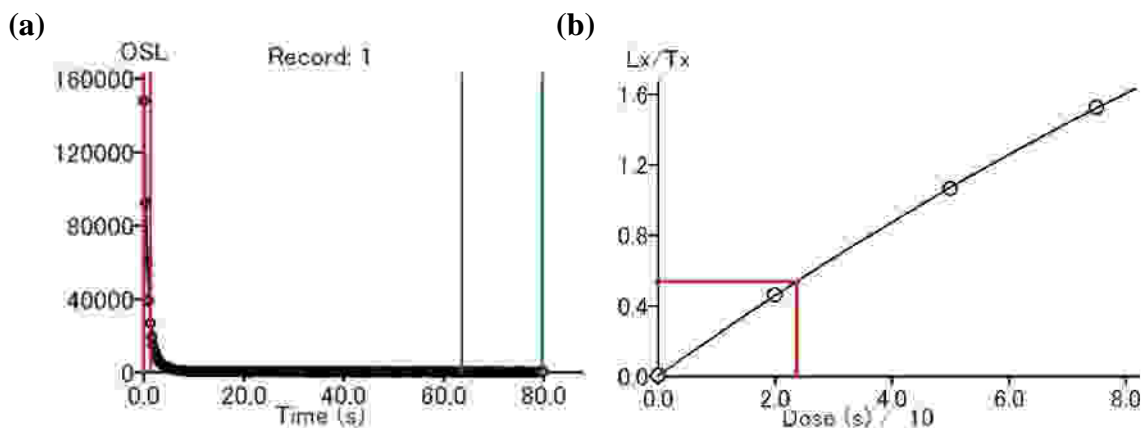 (a)
OSL
Record: 1
160000
120000
80000
40000
0
0.0 20.0 40.0 60.0 80.0
Time (s)
(b)
Lx/Tx
1.6
1.2
0.8
0.4
0.0
0.0 2.0 4.0 6.0 8.0
Dose (s) / 10